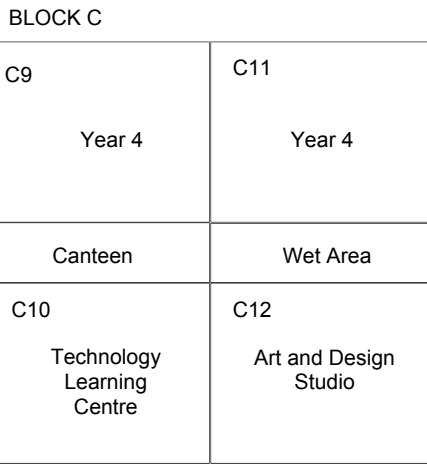 BLOCK C
C9
Year 4
C11
Year 4
Canteen
Wet Area
C10
Technology
Learning
Centre
C12
Art and Design
Studio